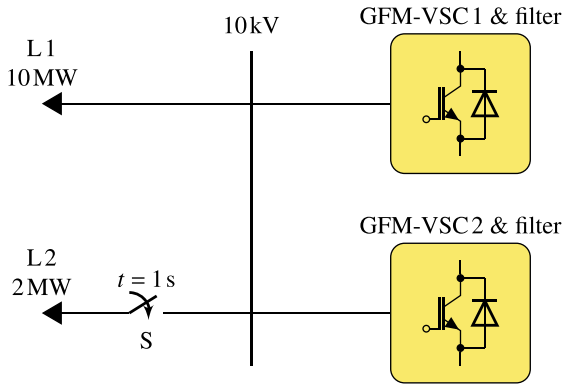 GFM-VSC 1 & filter
10 kV
L 1
10 MW
GFM-VSC 2 & filter
L 2
2 MW
t = 1 s
S